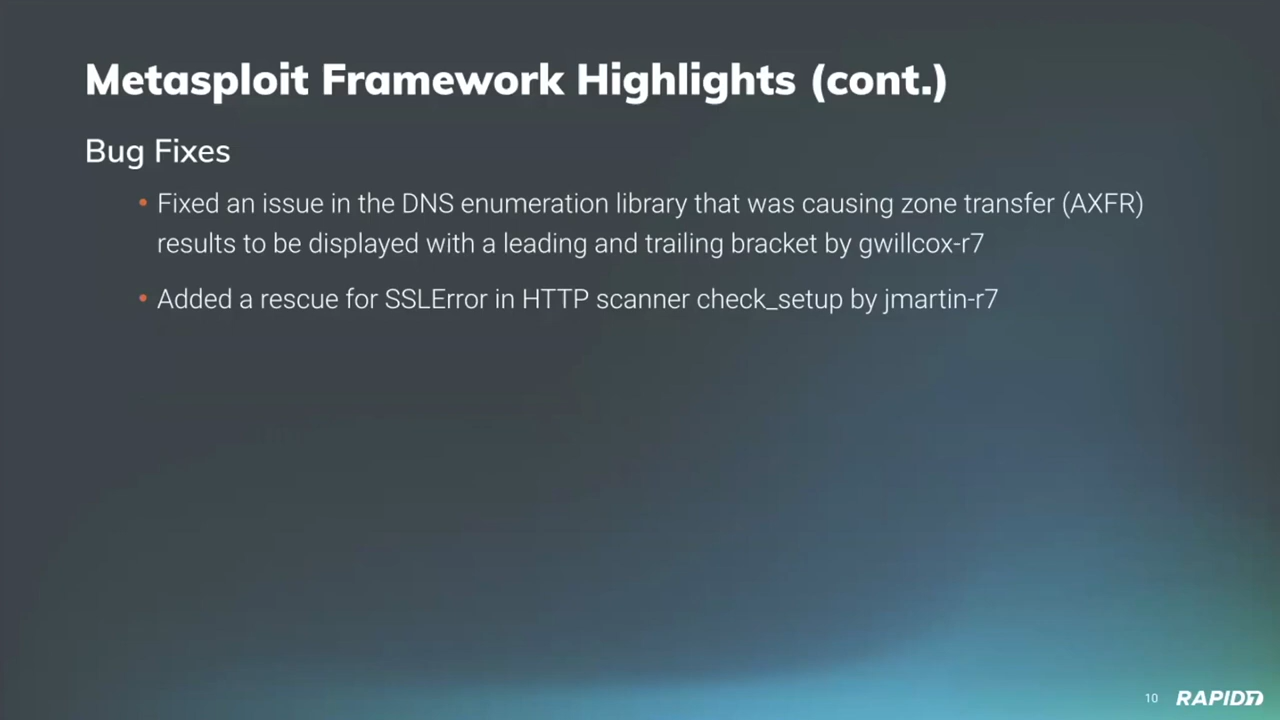 Metasploit Framework Highlights (cont.)
Bug Fixes
• Fixed an issue in the DNS enumeration library that was causing zone transfer (AXFR)
results to be displayed with a leading and trailing bracket by gwillcox-r7
• Added a rescue for SSLError in HTTP scanner check_setup by jmartin-r7
10 RAPID7